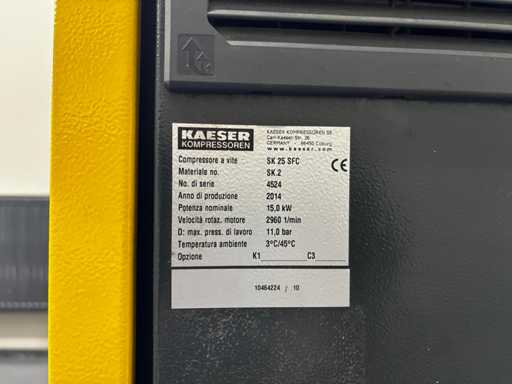 KAESER
KOMPRESSOREN
KAESER KOMPRESSOREN SE
Carl-Kaeser-Str. 26
GERMANY - 96450 Coburg
www.kaeser.com
Compressore a vite SK 25 SFC
CE
Materiale no. SK.2
No. di serie 4524
Anno di produzione 2014
Potenza nominale 15,0 kW
Velocità rotaz. motore 2960 1/min
D: max. press. di lavoro 11,0 bar
Temperatura ambiente 3°C/45°C
Opzione K1 C3
10464224 / 10